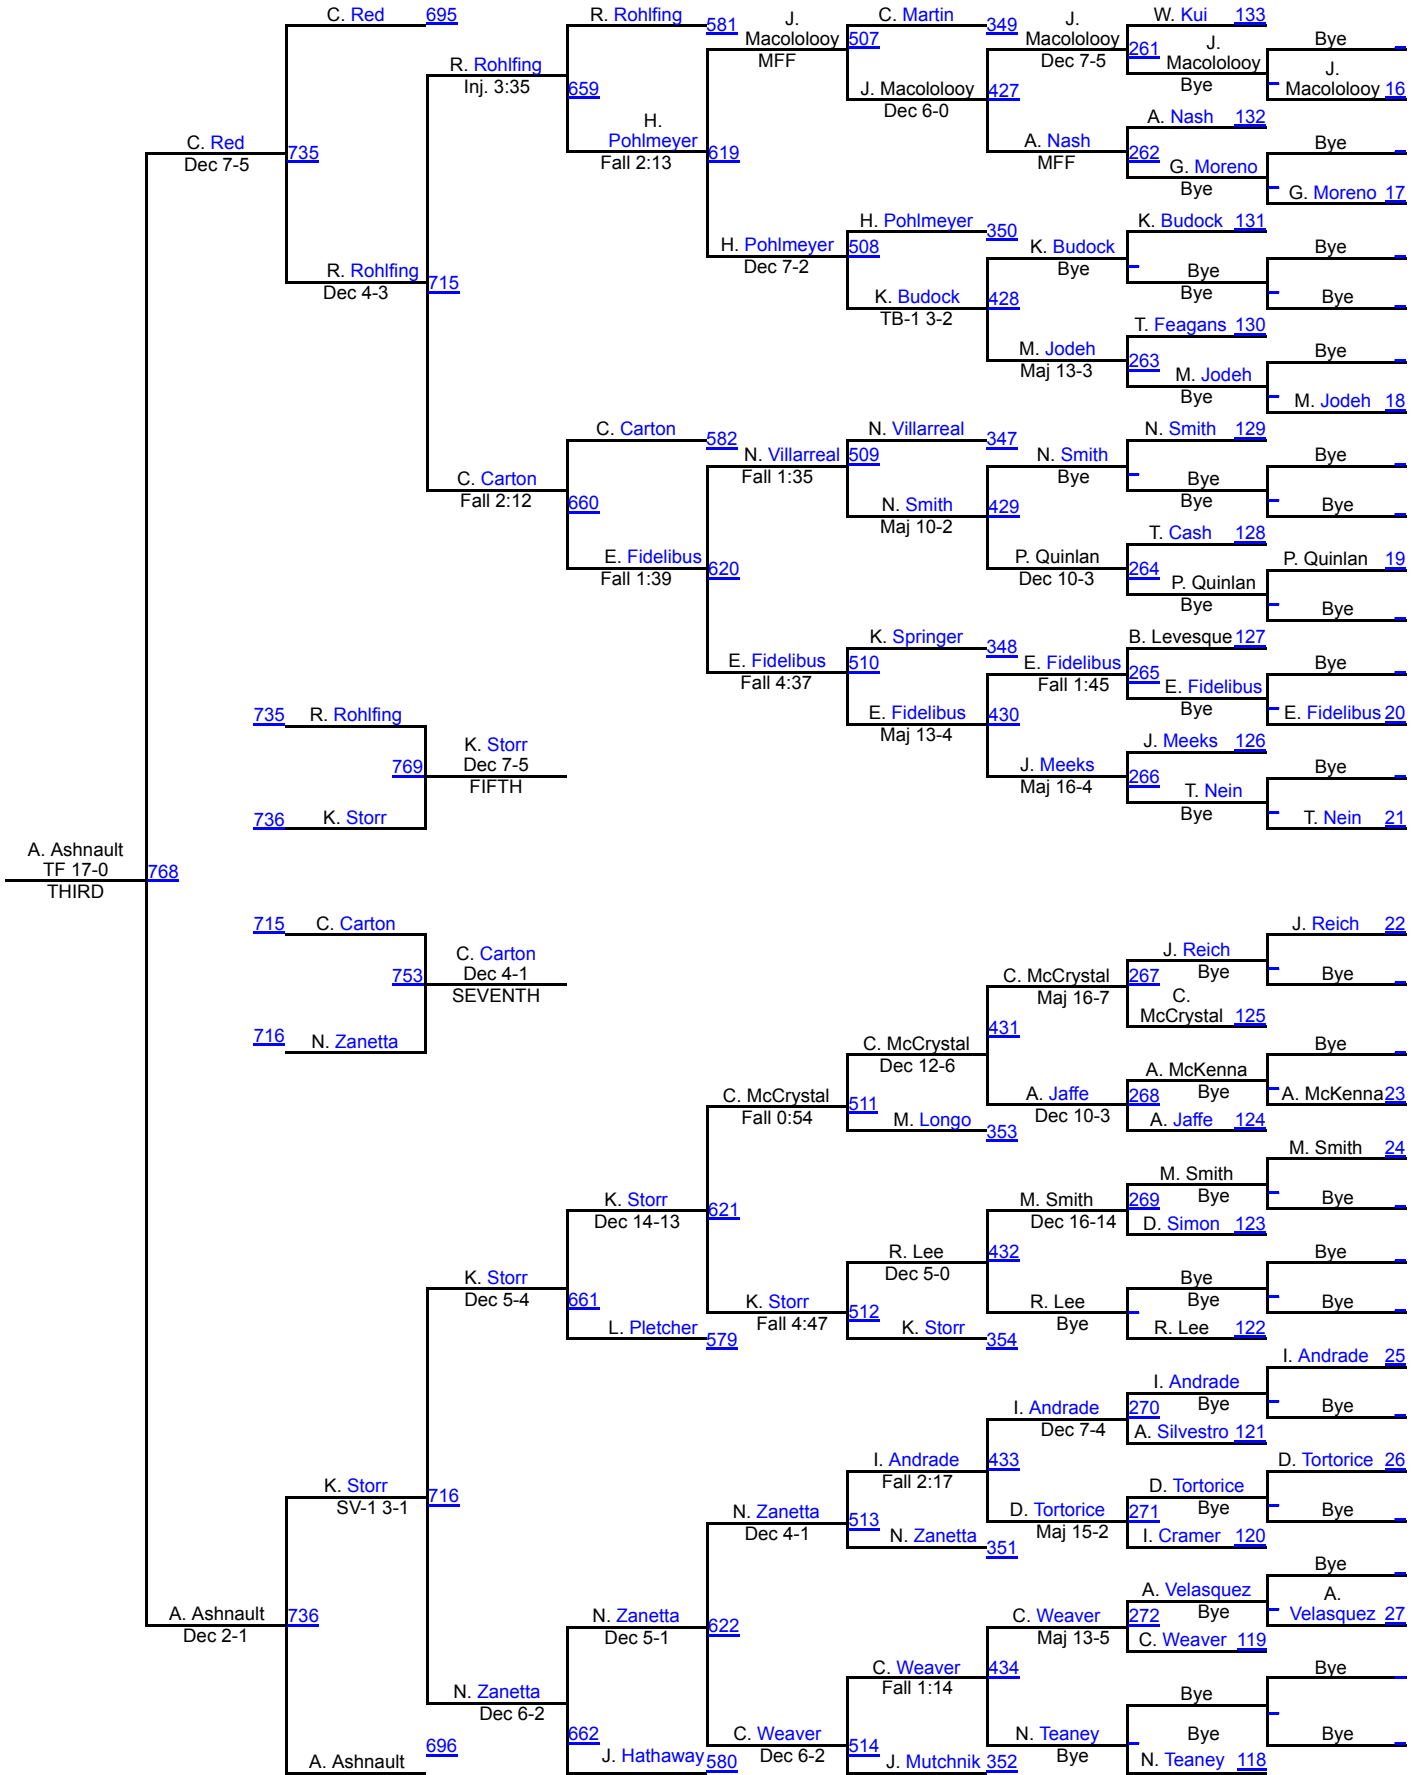 C. Red 695
R. Rohlfing 581
J.
Macololooy 507
MFF
C. Martin 349
J.
Macololooy
Dec 7-5
W. Kui 133
261
J.
Macololooy
Bye
Bye
J.
Macololooy 16
R. Rohlfing
Inj. 3:35
659
J. Macololooy 427
Dec 6-0
H.
Pohlmeyer 619
Fall 2:13
A. Nash
MFF
A. Nash 132
262
G. Moreno
Bye
Bye
G. Moreno 17
C. Red
Dec 7-5
735
H. Pohlmeyer 350
H. Pohlmeyer 508
Dec 7-2
K. Budock
Bye
K. Budock 131
Bye
Bye
Bye
Bye
R. Rohlfing
Dec 4-3
715
K. Budock 428
TB-1 3-2
M. Jodeh
Maj 13-3
T. Feagans 130
263
M. Jodeh
Bye
Bye
M. Jodeh 18
C. Carton 582
N. Villarreal 509
Fall 1:35
N. Villarreal 347
N. Smith
Bye
N. Smith 129
Bye
Bye
Bye
Bye
C. Carton
Fall 2:12
660
N. Smith 429
Maj 10-2
E. Fidelibus 620
Fall 1:39
P. Quinlan
Dec 10-3
T. Cash 128
264
P. Quinlan
Bye
P. Quinlan 19
Bye
K. Springer 348
E. Fidelibus 510
Fall 4:37
E. Fidelibus
Fall 1:45
B. Levesque 127
265
E. Fidelibus
Bye
Bye
E. Fidelibus 20
E. Fidelibus 430
Maj 13-4
735 R. Rohlfing
769
K. Storr
Dec 7-5
FIFTH
736 K. Storr
J. Meeks
Maj 16-4
J. Meeks 126
266
T. Nein
Bye
Bye
T. Nein 21
A. Ashnault
TF 17-0
THIRD
768
715 C. Carton
753
C. Carton
Dec 4-1
SEVENTH
716 N. Zanetta
C. McCrystal
Maj 16-7
J. Reich
Bye
267
C.
McCrystal 125
J. Reich 22
Bye
C. McCrystal
Dec 12-6
431
C. McCrystal
Fall 0:54
511
M. Longo 353
A. Jaffe
Dec 10-3
A. McKenna
Bye
268
A. Jaffe 124
Bye
A. McKenna 23
K. Storr
Dec 14-13
621
M. Smith
Dec 16-14
M. Smith
Bye
269
D. Simon 123
M. Smith 24
Bye
K. Storr
Dec 5-4
661
L. Pletcher 579
K. Storr
Fall 4:47
512
R. Lee
Dec 5-0
432
K. Storr 354
R. Lee
Bye
Bye
Bye
R. Lee 122
Bye
Bye
I. Andrade
Dec 7-4
I. Andrade
Bye
270
A. Silvestro 121
I. Andrade 25
Bye
K. Storr
SV-1 3-1
716
N. Zanetta
Dec 4-1
513
I. Andrade
Fall 2:17
433
N. Zanetta 351
D. Tortorice
Maj 15-2
D. Tortorice
Bye
271
I. Cramer 120
D. Tortorice 26
Bye
A. Ashnault
Dec 2-1
736
N. Zanetta
Dec 5-1
622
C. Weaver
Maj 13-5
A. Velasquez
Bye
272
C. Weaver 119
Bye
A.
Velasquez 27
N. Zanetta
Dec 6-2
662
C. Weaver
Fall 1:14
434
C. Weaver
Dec 6-2
514
N. Teaney
Bye
Bye
Bye
N. Teaney 118
Bye
Bye
A. Ashnault 696
J. Hathaway 580
J. Mutchnik 352